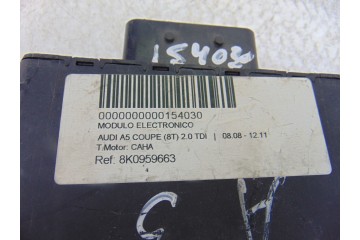 15403
0000000000154030
MODULO ELECTRONICO
AUDI A5 COUPE (8T) 2.0 TDI | 08.08 - 12.11
T.Motor: CAHA
Ref. 8K0959663